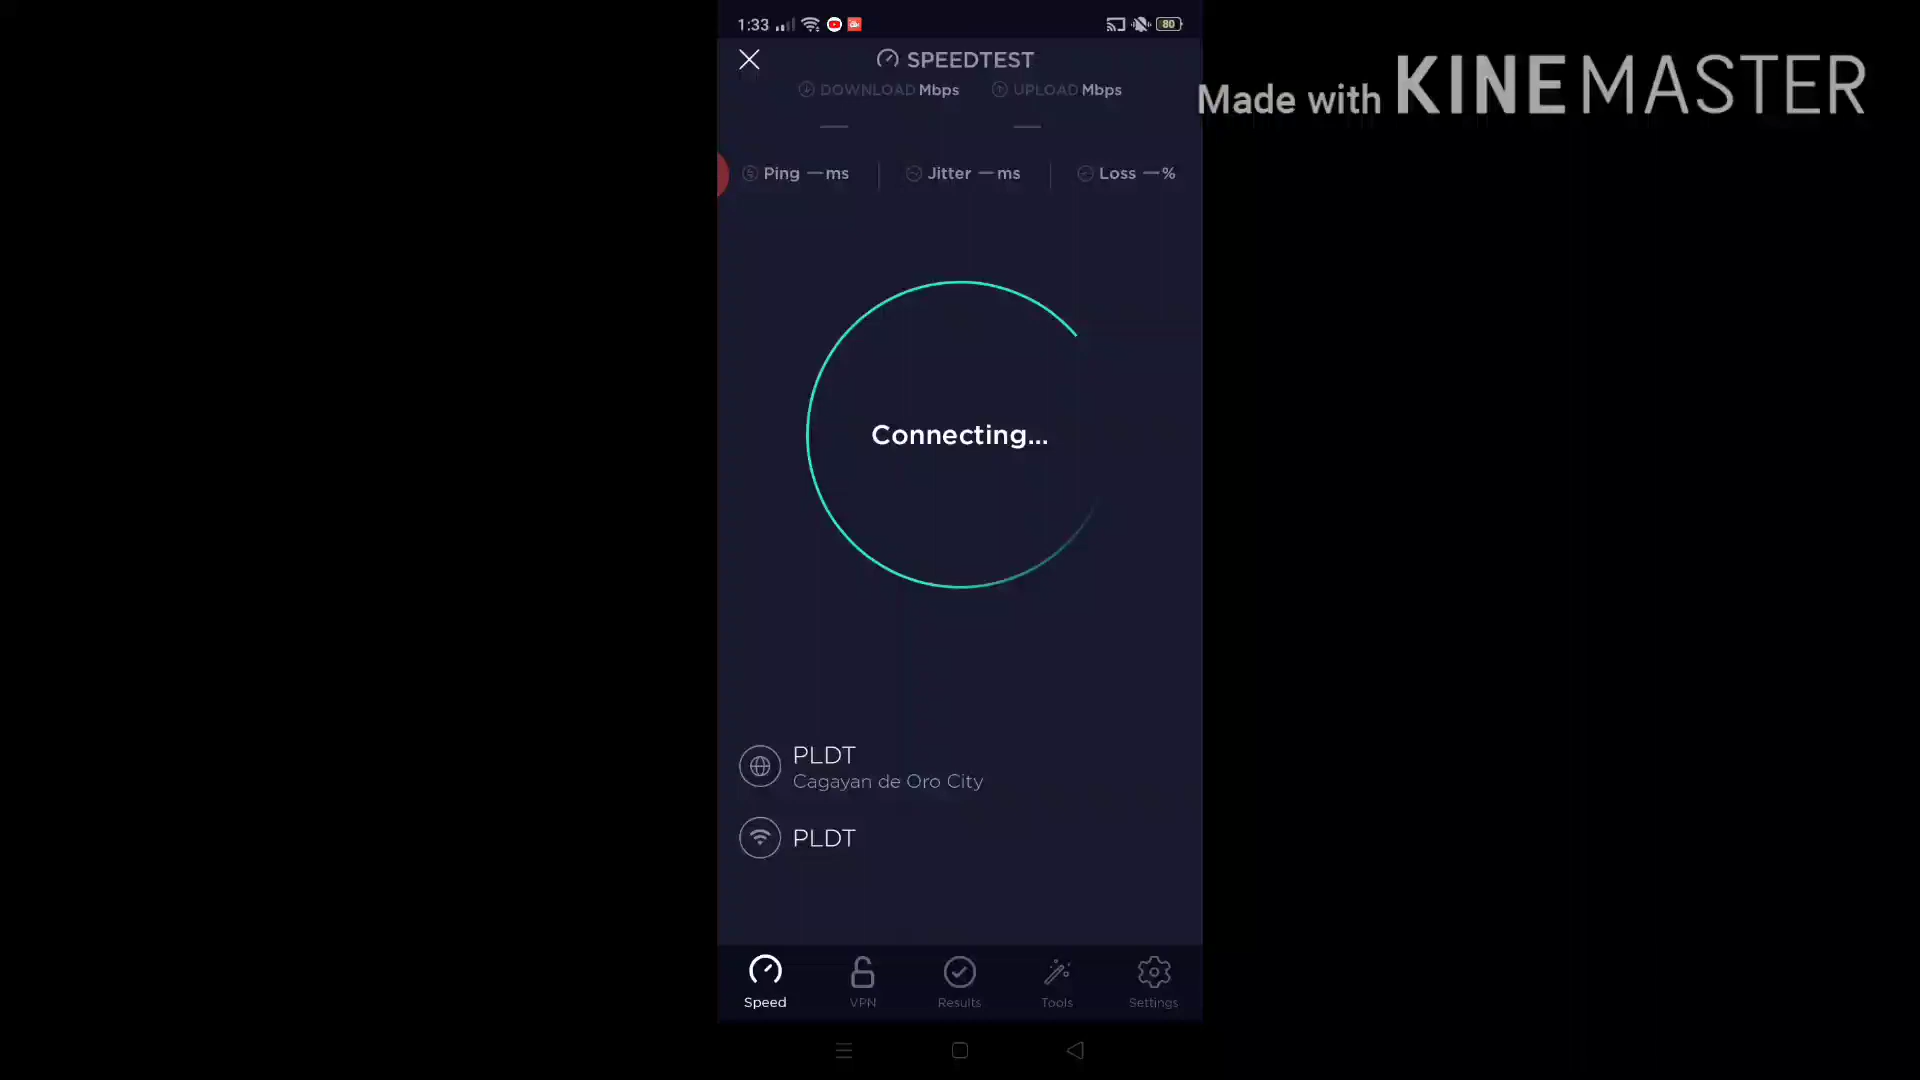 1:33
80
SPEEDTEST
DOWNLOAD Mbps
UPLOAD Mbps
Made with KINEMASTER
— —
Ping — ms
Jitter — ms
Loss — %
Connecting...
PLDT
Cagayan de Oro City
PLDT
Speed
VPN
Results
Tools
Settings